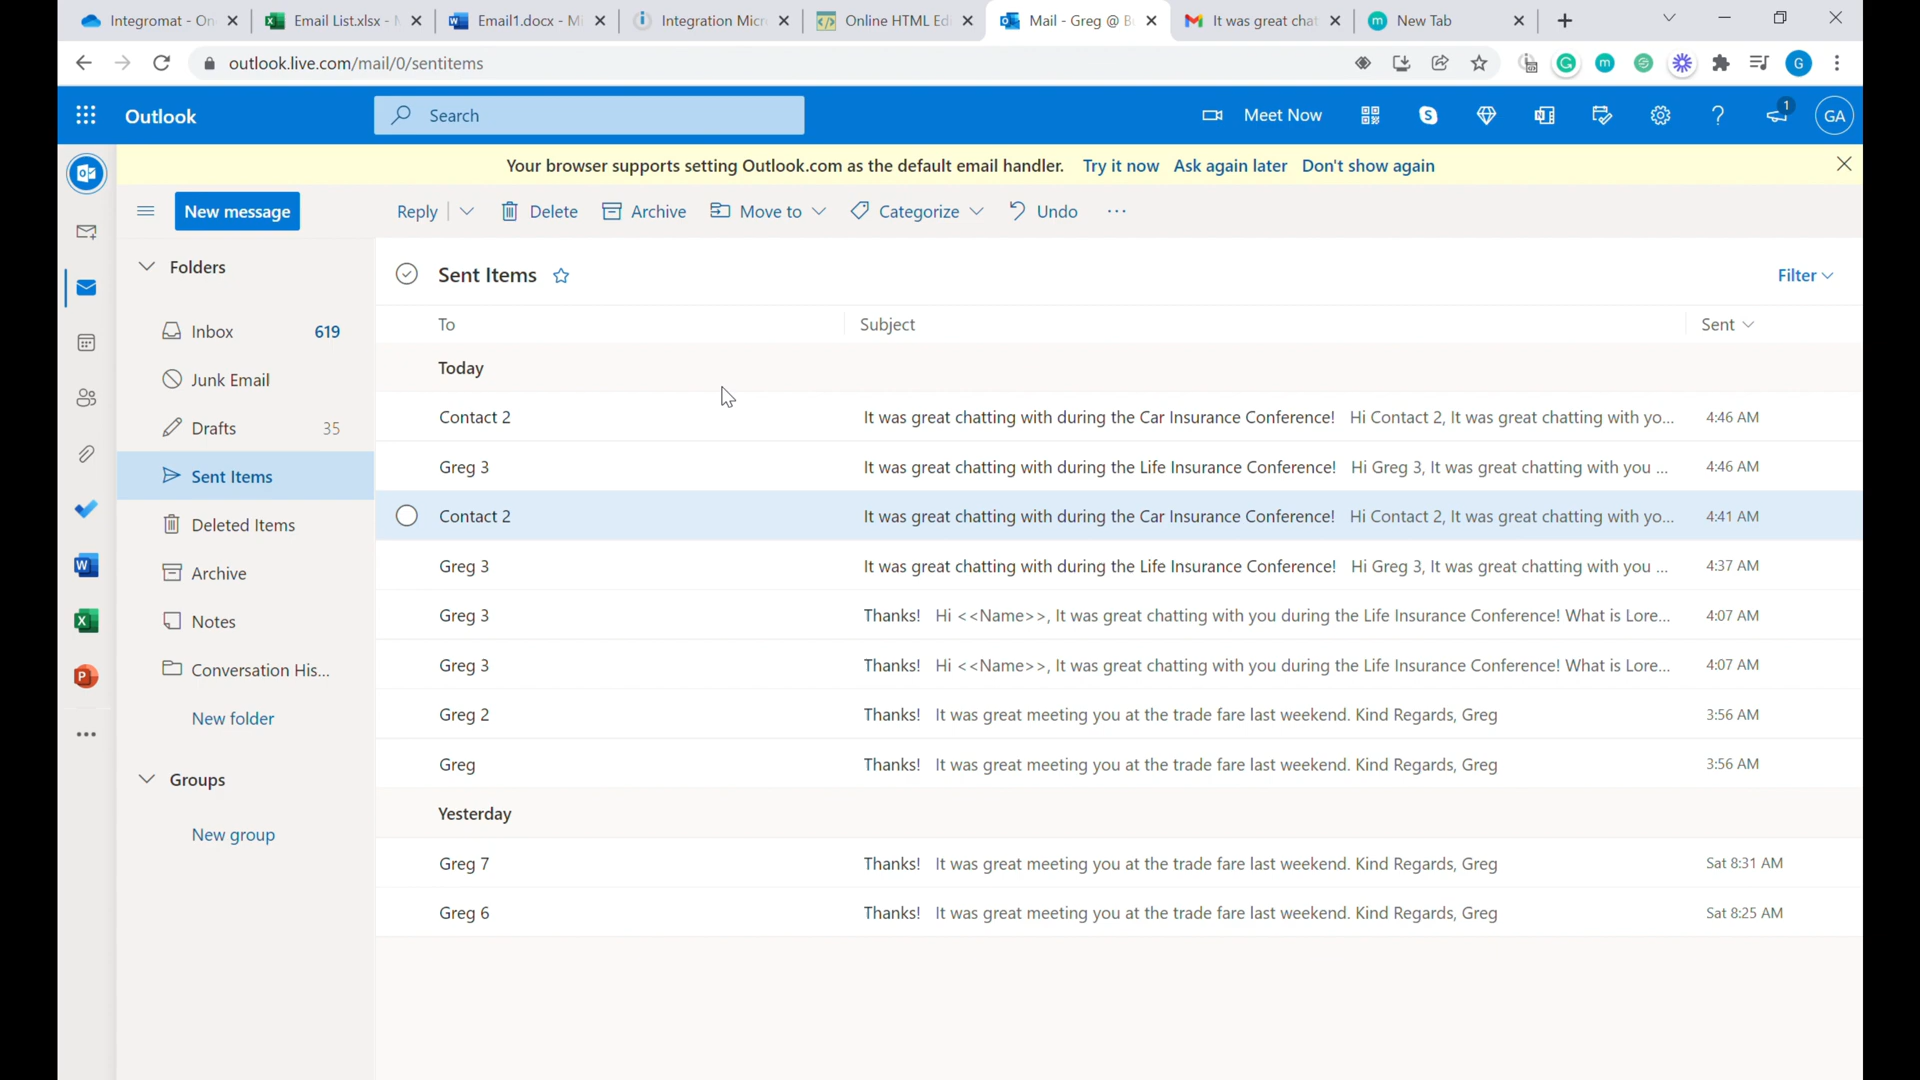 Integromat - On
Email List.xlsx - M
Email1.docx - Mi
Integration Micr
Online HTML Ed
Mail - Greg @ B
It was great chat
New Tab
outlook.live.com/mail/0/sentitems
G
Outlook
Search
Meet Now
1
GA
Your browser supports setting Outlook.com as the default email handler. Try it now Ask again later Don't show again
New message
Reply
Delete
Archive
Move to
Categorize
Undo
Folders
Sent Items
Filter
Inbox 619
To
Subject
Sent
Junk Email
Today
Drafts 35
Contact 2 It was great chatting with during the Car Insurance Conference! Hi Contact 2, It was great chatting with yo... 4:46 AM
Sent Items
Greg 3 It was great chatting with during the Life Insurance Conference! Hi Greg 3, It was great chatting with you ... 4:46 AM
Deleted Items
Contact 2 It was great chatting with during the Car Insurance Conference! Hi Contact 2, It was great chatting with yo... 4:41 AM
Archive
Greg 3 It was great chatting with during the Life Insurance Conference! Hi Greg 3, It was great chatting with you ... 4:37 AM
Notes
Greg 3 Thanks! Hi <<Name>>, It was great chatting with you during the Life Insurance Conference! What is Lore... 4:07 AM
Conversation His...
Greg 3 Thanks! Hi <<Name>>, It was great chatting with you during the Life Insurance Conference! What is Lore... 4:07 AM
New folder
Greg 2 Thanks! It was great meeting you at the trade fare last weekend. Kind Regards, Greg 3:56 AM
Groups
Greg Thanks! It was great meeting you at the trade fare last weekend. Kind Regards, Greg 3:56 AM
New group
Yesterday
Greg 7 Thanks! It was great meeting you at the trade fare last weekend. Kind Regards, Greg Sat 8:31 AM
Greg 6 Thanks! It was great meeting you at the trade fare last weekend. Kind Regards, Greg Sat 8:25 AM